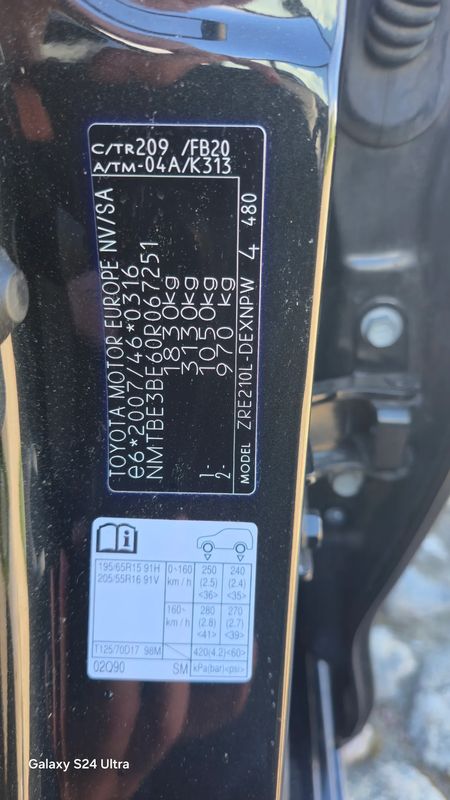 C/TR209 /FB20
A/TM-04A/K313
TOYOTA MOTOR EUROPE NV/SA
e6*2007/46*0316
NMTBE3BE60R067251
1830kg
3130kg
1- 1050kg
2- 970 kg
MODEL ZRE210L-DEXNPW 4 480
i
195/65R15 91H 0~160 250 240
205/55R16 91V km/h (2.5) (2.4)
<36> <35>
160~ 280 270
km/h (2.8) (2.7)
<41> <39>
T125/70D17 98M 420(4.2)<60>
02Q90 SM kPa(bar)<psi>
Galaxy S24 Ultra